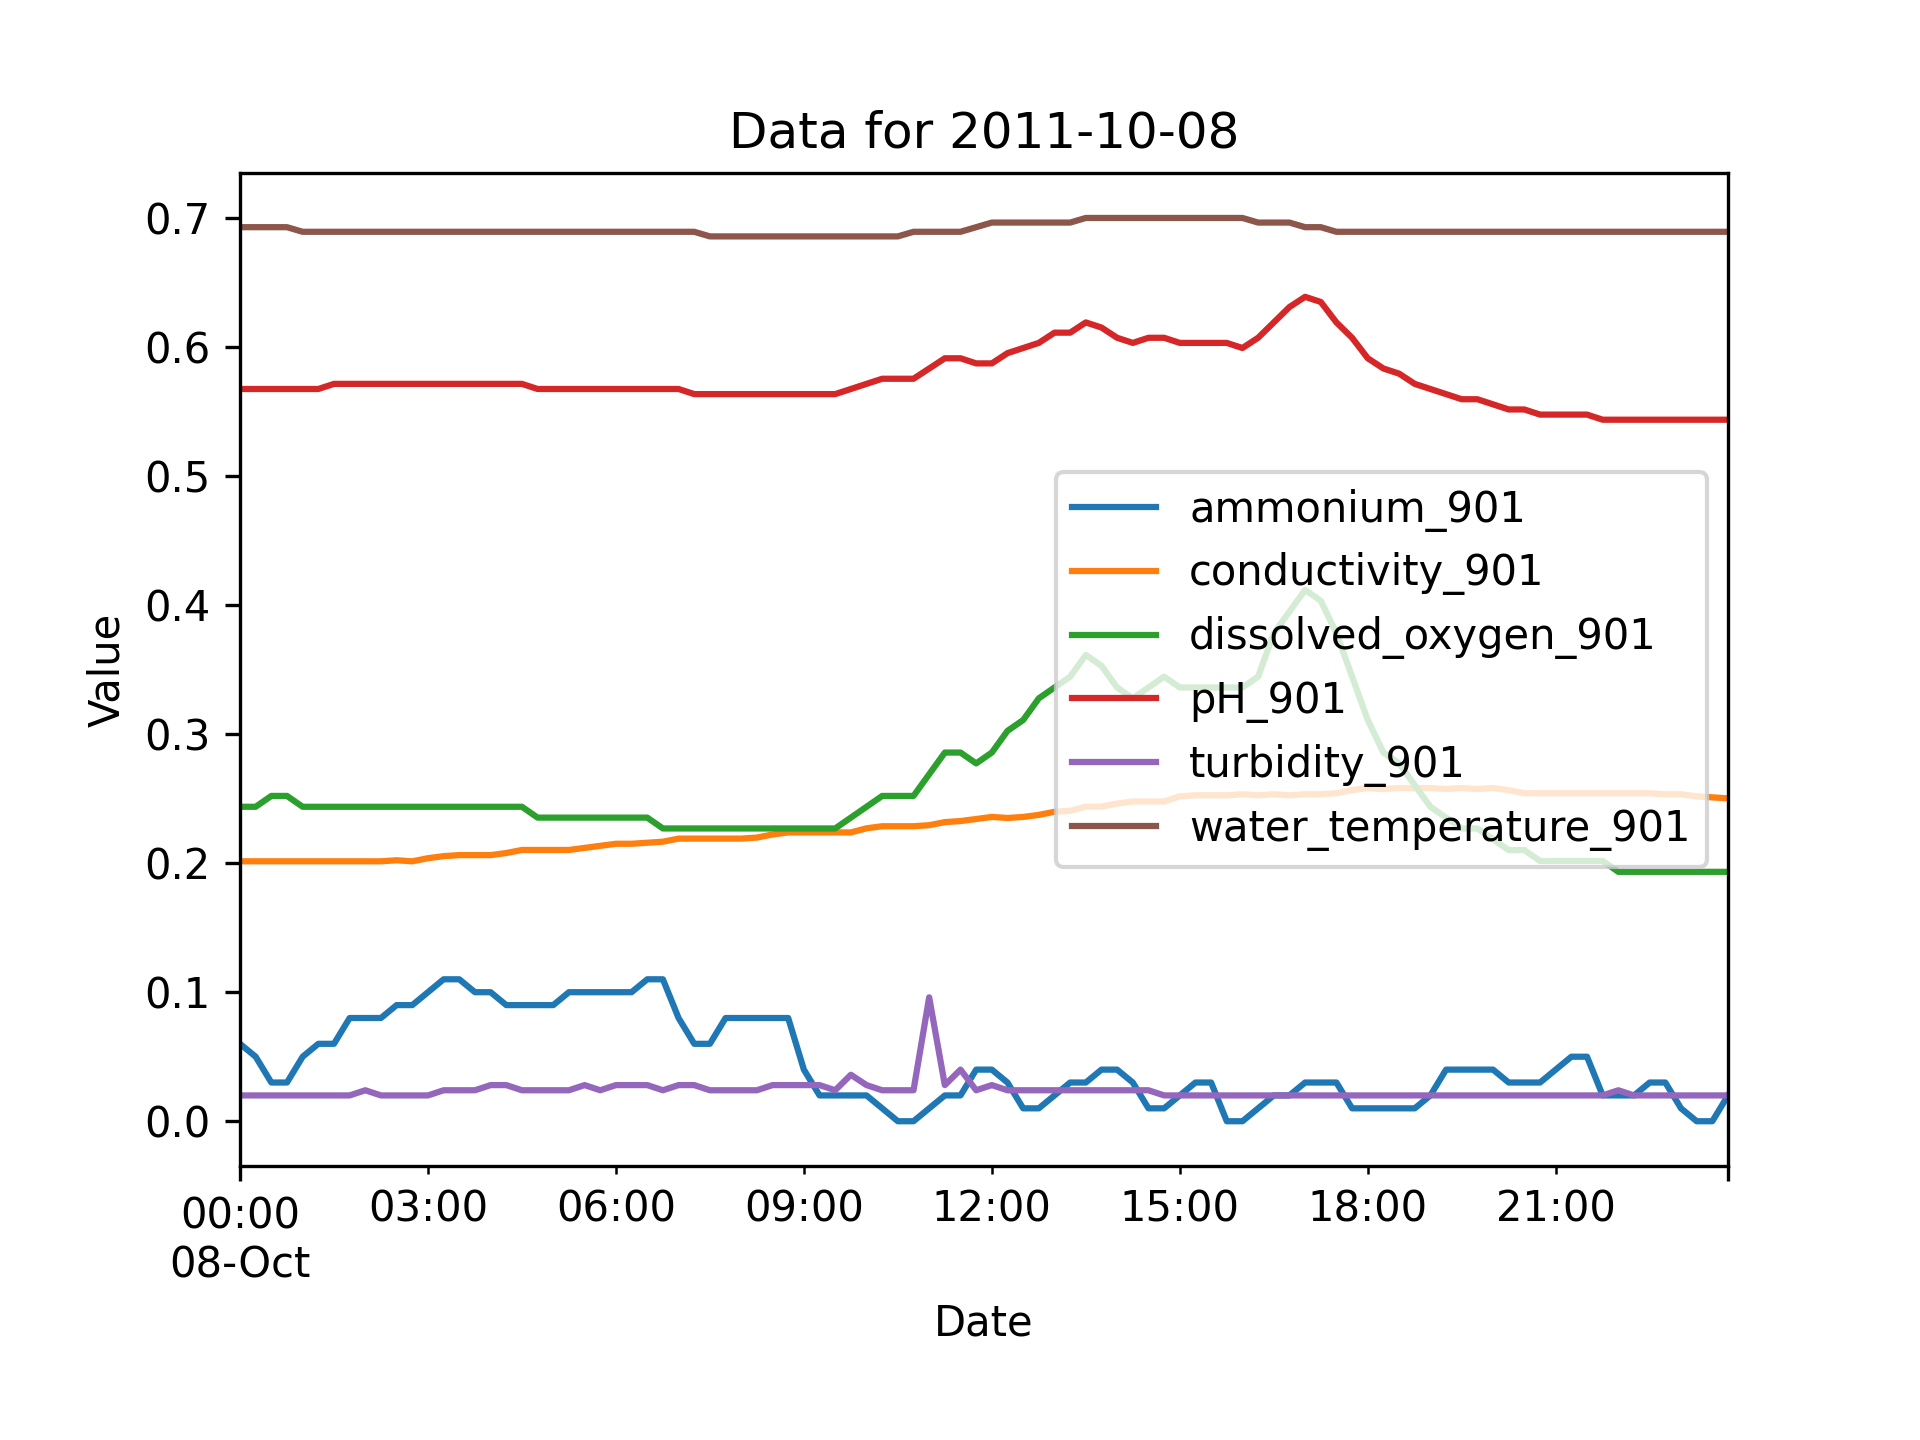 Data for 2011-10-08
0.7
0.6
0.5
0.4
0.3
0.2
0.1
0.0
Value
ammonium_901
conductivity_901
dissolved_oxygen_901
pH_901
turbidity_901
water_temperature_901
00:00 03:00 06:00 09:00 12:00 15:00 18:00 21:00
08-Oct
Date